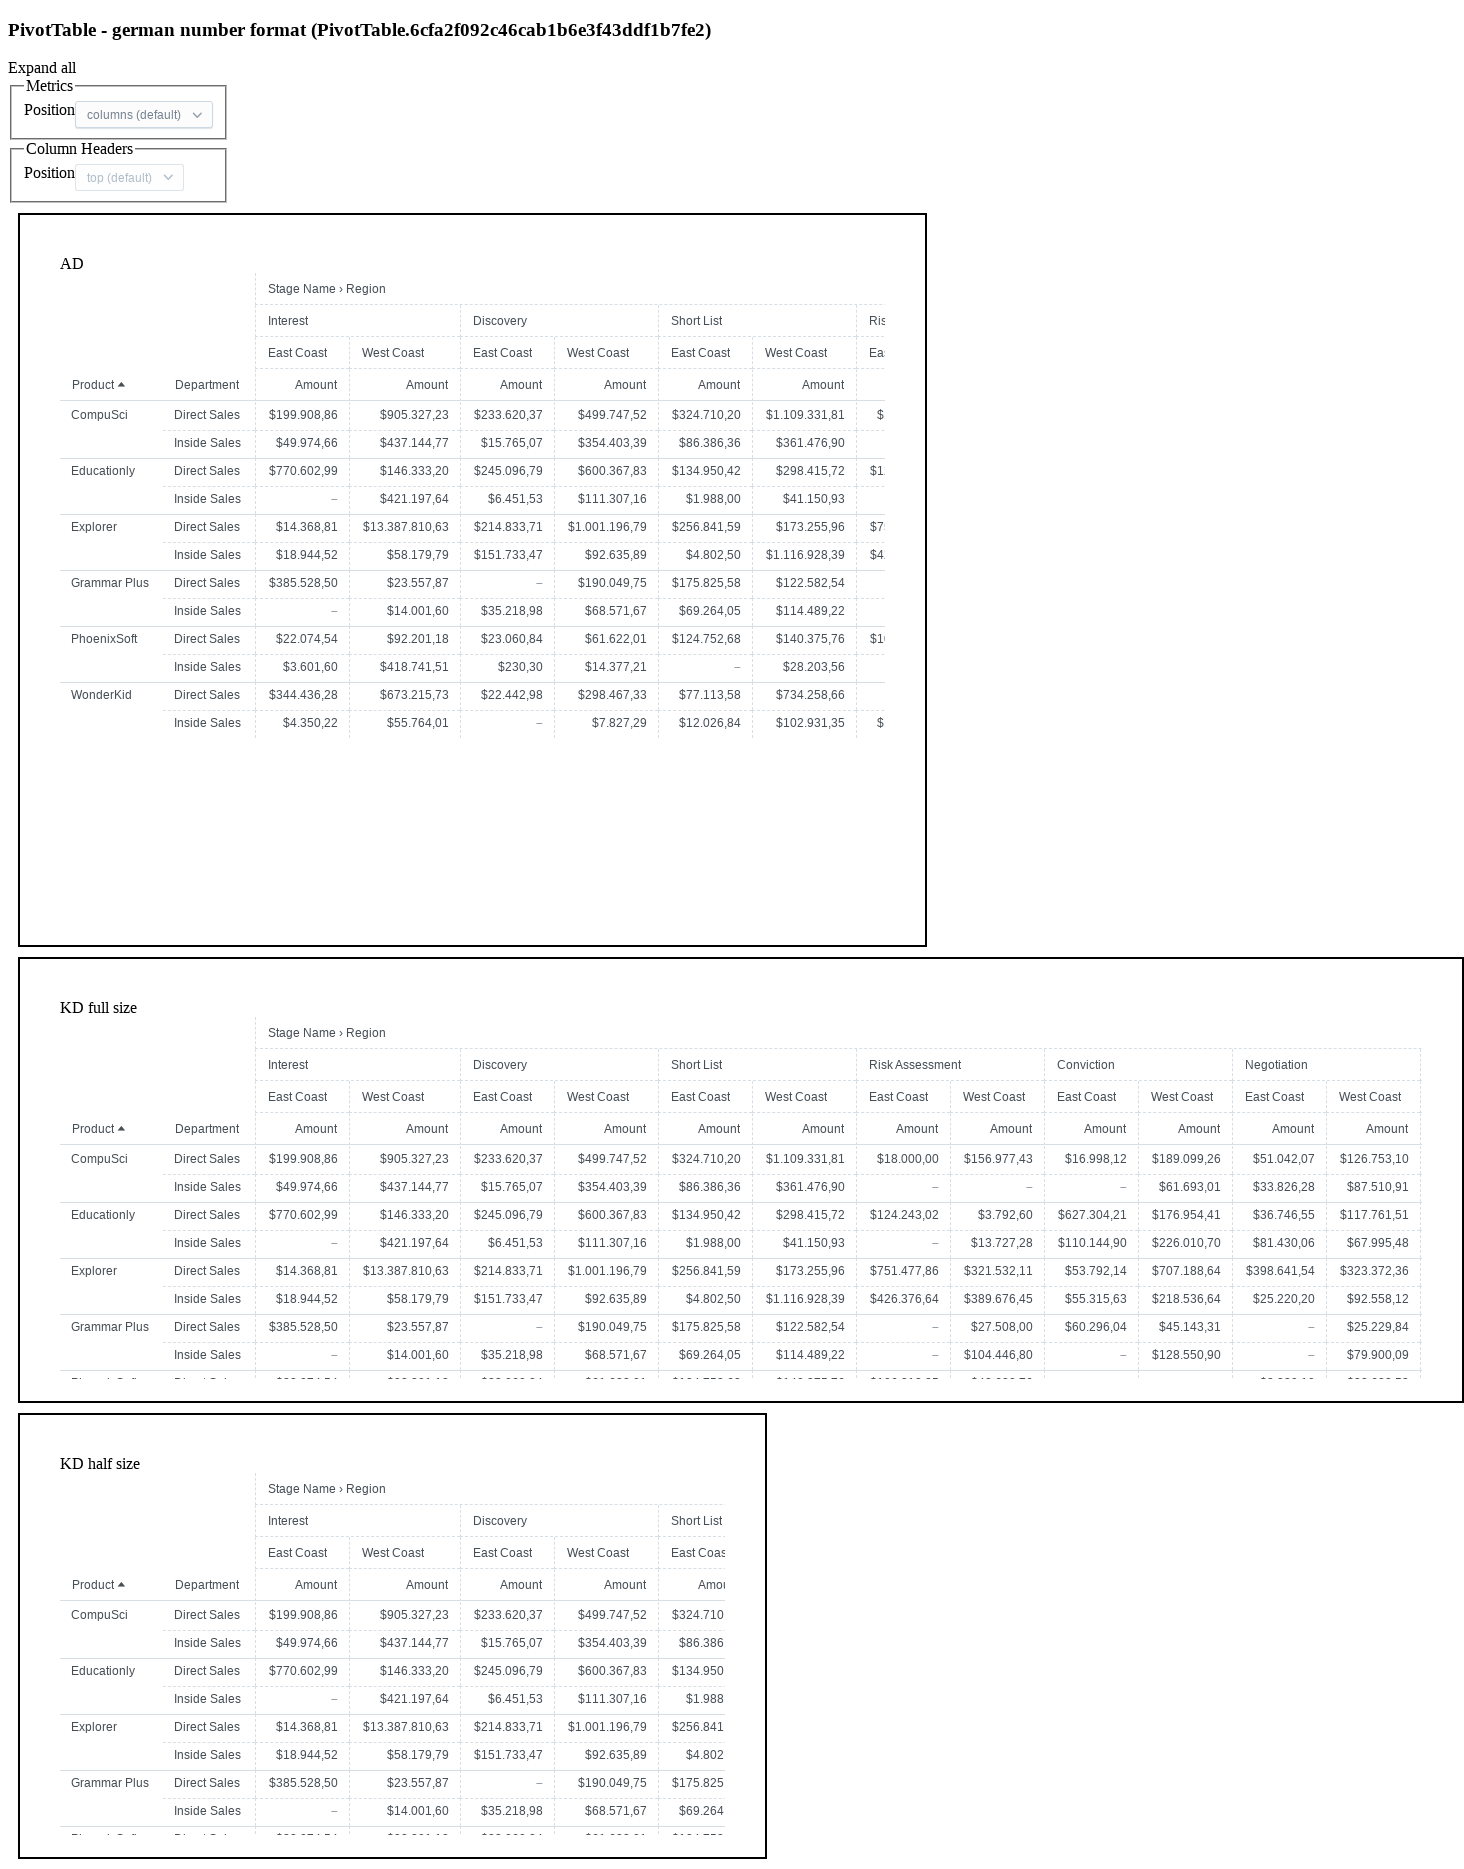 PivotTable - german number format (PivotTable.6cfa2f092c46cab1b6e3f43ddf1b7fe2)
Expand all
Metrics
Position columns (default)
Column Headers
Position top (default)
AD
Stage Name › Region
Interest Discovery Short List
East Coast West Coast East Coast West Coast East Coast West Coast
Product Department Amount Amount Amount Amount Amount Amount
CompuSci Direct Sales $199.908,86 $905.327,23 $233.620,37 $499.747,52 $324.710,20 $1.109.331,81
Inside Sales $49.974,66 $437.144,77 $15.765,07 $354.403,39 $86.386,36 $361.476,90
Educationly Direct Sales $770.602,99 $146.333,20 $245.096,79 $600.367,83 $134.950,42 $298.415,72
Inside Sales – $421.197,64 $6.451,53 $111.307,16 $1.988,00 $41.150,93
Explorer Direct Sales $14.368,81 $13.387.810,63 $214.833,71 $1.001.196,79 $256.841,59 $173.255,96
Inside Sales $18.944,52 $58.179,79 $151.733,47 $92.635,89 $4.802,50 $1.116.928,39
Grammar Plus Direct Sales $385.528,50 $23.557,87 – $190.049,75 $175.825,58 $122.582,54
Inside Sales – $14.001,60 $35.218,98 $68.571,67 $69.264,05 $114.489,22
PhoenixSoft Direct Sales $22.074,54 $92.201,18 $23.060,84 $61.622,01 $124.752,68 $140.375,76
Inside Sales $3.601,60 $418.741,51 $230,30 $14.377,21 – $28.203,56
WonderKid Direct Sales $344.436,28 $673.215,73 $22.442,98 $298.467,33 $77.113,58 $734.258,66
Inside Sales $4.350,22 $55.764,01 – $7.827,29 $12.026,84 $102.931,35
KD full size
Stage Name › Region
Interest Discovery Short List Risk Assessment Conviction Negotiation
East Coast West Coast East Coast West Coast East Coast West Coast East Coast West Coast East Coast West Coast East Coast West Coast
Product Department Amount Amount Amount Amount Amount Amount Amount Amount Amount Amount Amount Amount
CompuSci Direct Sales $199.908,86 $905.327,23 $233.620,37 $499.747,52 $324.710,20 $1.109.331,81 $18.000,00 $156.977,43 $16.998,12 $189.099,26 $51.042,07 $126.753,10
Inside Sales $49.974,66 $437.144,77 $15.765,07 $354.403,39 $86.386,36 $361.476,90 – – – $61.693,01 $33.826,28 $87.510,91
Educationly Direct Sales $770.602,99 $146.333,20 $245.096,79 $600.367,83 $134.950,42 $298.415,72 $124.243,02 $3.792,60 $627.304,21 $176.954,41 $36.746,55 $117.761,51
Inside Sales – $421.197,64 $6.451,53 $111.307,16 $1.988,00 $41.150,93 – $13.727,28 $110.144,90 $226.010,70 $81.430,06 $67.995,48
Explorer Direct Sales $14.368,81 $13.387.810,63 $214.833,71 $1.001.196,79 $256.841,59 $173.255,96 $751.477,86 $321.532,11 $53.792,14 $707.188,64 $398.641,54 $323.372,36
Inside Sales $18.944,52 $58.179,79 $151.733,47 $92.635,89 $4.802,50 $1.116.928,39 $426.376,64 $389.676,45 $55.315,63 $218.536,64 $25.220,20 $92.558,12
Grammar Plus Direct Sales $385.528,50 $23.557,87 – $190.049,75 $175.825,58 $122.582,54 – $27.508,00 $60.296,04 $45.143,31 – $25.229,84
Inside Sales – $14.001,60 $35.218,98 $68.571,67 $69.264,05 $114.489,22 – $104.446,80 – $128.550,90 – $79.900,09
KD half size
Stage Name › Region
Interest Discovery Short List
East Coast West Coast East Coast West Coast East Coas
Product Department Amount Amount Amount Amount Amou
CompuSci Direct Sales $199.908,86 $905.327,23 $233.620,37 $499.747,52 $324.710
Inside Sales $49.974,66 $437.144,77 $15.765,07 $354.403,39 $86.386
Educationly Direct Sales $770.602,99 $146.333,20 $245.096,79 $600.367,83 $134.950
Inside Sales – $421.197,64 $6.451,53 $111.307,16 $1.988
Explorer Direct Sales $14.368,81 $13.387.810,63 $214.833,71 $1.001.196,79 $256.841
Inside Sales $18.944,52 $58.179,79 $151.733,47 $92.635,89 $4.802
Grammar Plus Direct Sales $385.528,50 $23.557,87 – $190.049,75 $175.825
Inside Sales – $14.001,60 $35.218,98 $68.571,67 $69.264